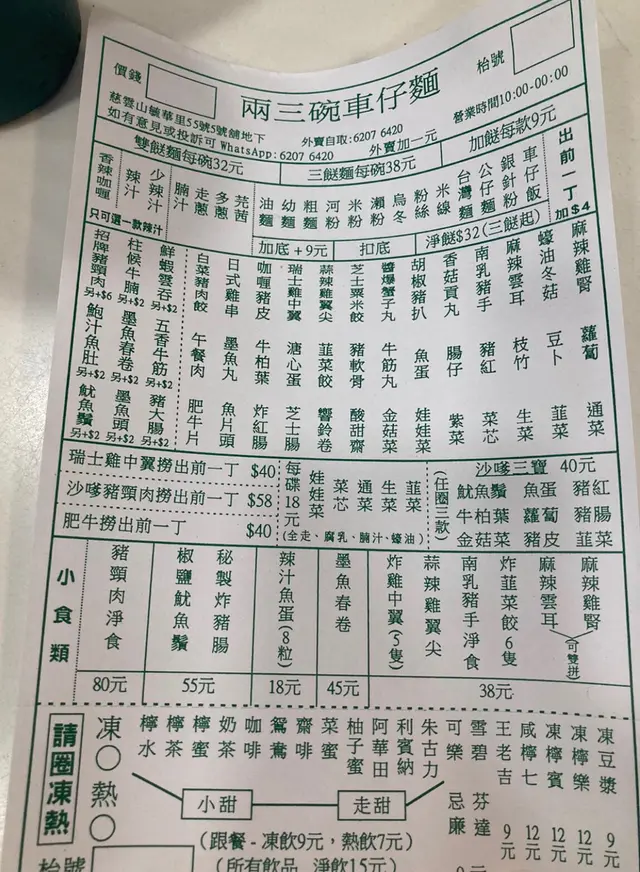 價錢
兩三碗車仔麵
枱號
慈雲山毓華里55號5號舖地下
如有意見或投訴可 WhatsApp: 6207 6420
外賣自取: 6207 6420
外賣加一元
營業時間10:00-00:00
雙餸麵每碗32元
三餸麵每碗38元
加餸每款9元
香辣咖喱
辣汁
少辣汁
只可選一款辣汁
腩汁
走蔥
多蔥
芫茜
油麵
幼麵
粗麵
河粉
米粉
瀨粉
烏冬
粉絲
米線
台灣麵
公仔麵
銀針粉
車仔飯
出前一丁
加$4
加底 +9元
扣底
淨餸$32(三餸起)
招牌豬頸肉 另+$6
柱候牛腩 另+$2
鮮蝦雲吞 另+$2
白菜豬肉餃
日式雞串
咖喱豬皮
瑞士雞中翼
蒜辣雞翼尖
芝士粟米餃
醬爆蟹子丸
胡椒豬扒
香菇貢丸
南乳豬手
麻辣雲耳
蠔油冬菇
麻辣雞腎
鮑汁魚肚 另+$2
墨魚春卷 另+$2
五香牛筋 另+$2
午餐肉
墨魚丸
牛柏葉
溏心蛋
韮菜餃
豬軟骨
牛筋丸
魚蛋
腸仔
豬紅
枝竹
豆卜
蘿蔔
魷魚鬚 另+$2
墨魚頭 另+$2
豬大腸 另+$2
肥牛片
魚片頭
炸紅腸
芝士腸
響鈴卷
酸甜齋
金菇菜
娃娃菜
紫菜
菜芯
生菜
韮菜
通菜
瑞士雞中翼撈出前一丁 $40
沙嗲豬頸肉撈出前一丁 $58
肥牛撈出前一丁 $40
每碟18元
娃娃菜
菜芯
通菜
生菜
韮菜
(全走、腐乳、腩汁、蠔油)
沙嗲三寶 40元
(任圈三款)
魷魚鬚 魚蛋 豬紅
牛柏葉 蘿蔔 豬腸
金菇菜 豬皮 韮菜
小食類
豬頸肉淨食
椒鹽魷魚鬚
秘製炸豬腸
辣汁魚蛋(8粒)
墨魚春卷
炸雞中翼(5隻)
蒜辣雞翼尖
南乳豬手淨食
炸韮菜餃6隻
麻辣雲耳
麻辣雞腎
可雙拼
80元
55元
18元
45元
38元
請圈凍熱
凍○
熱○
檸水
檸茶
檸蜜
奶茶
咖啡
鴛鴦
齋啡
菜蜜
柚子蜜
阿華田
利賓納
朱古力
可樂
雪碧
忌廉
芬達
9元
王老吉 9元
咸檸七 12元
凍檸賓 12元
凍檸樂 12元
凍豆漿 9元
小甜
走甜
(跟餐 - 凍飲9元，熱飲7元)
(所有飲品 淨飲15元)
枱號